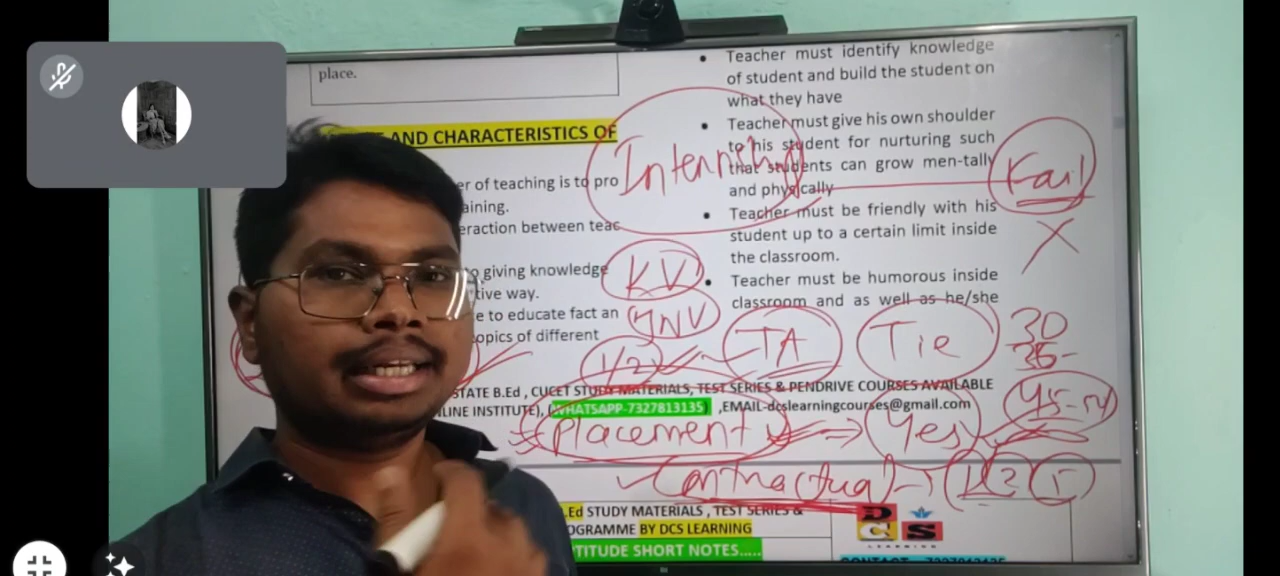 place.
AND CHARACTERISTICS OF
er of teaching is to pro
aining.
eraction between teac
giving knowledge
tive way.
e to educate fact an
opics of different
Teacher must identify knowledge
of student and build the student on
what they have
Teacher must give his own shoulder
to his student for nurturing such
that students can grow men-tally
and physically
Teacher must be friendly with his
student up to a certain limit inside
the classroom.
Teacher must be humorous inside
classroom and as well as he/she
Internship
Fail
X
KV
JNV
1/2
TA
Tie
30
35-
45-50
STATE B.Ed , CUCET STUDY MATERIALS, TEST SERIES & PENDRIVE COURSES AVAILABLE
LINE INSTITUTE), (WHATSAPP-7327813135) ,EMAIL-dcslearningcourses@gmail.com
Placement
Yes
Contractual
.Ed STUDY MATERIALS , TEST SERIES &
OGRAMME BY DCS LEARNING
TITUDE SHORT NOTES.....
D
C S
LEARNING